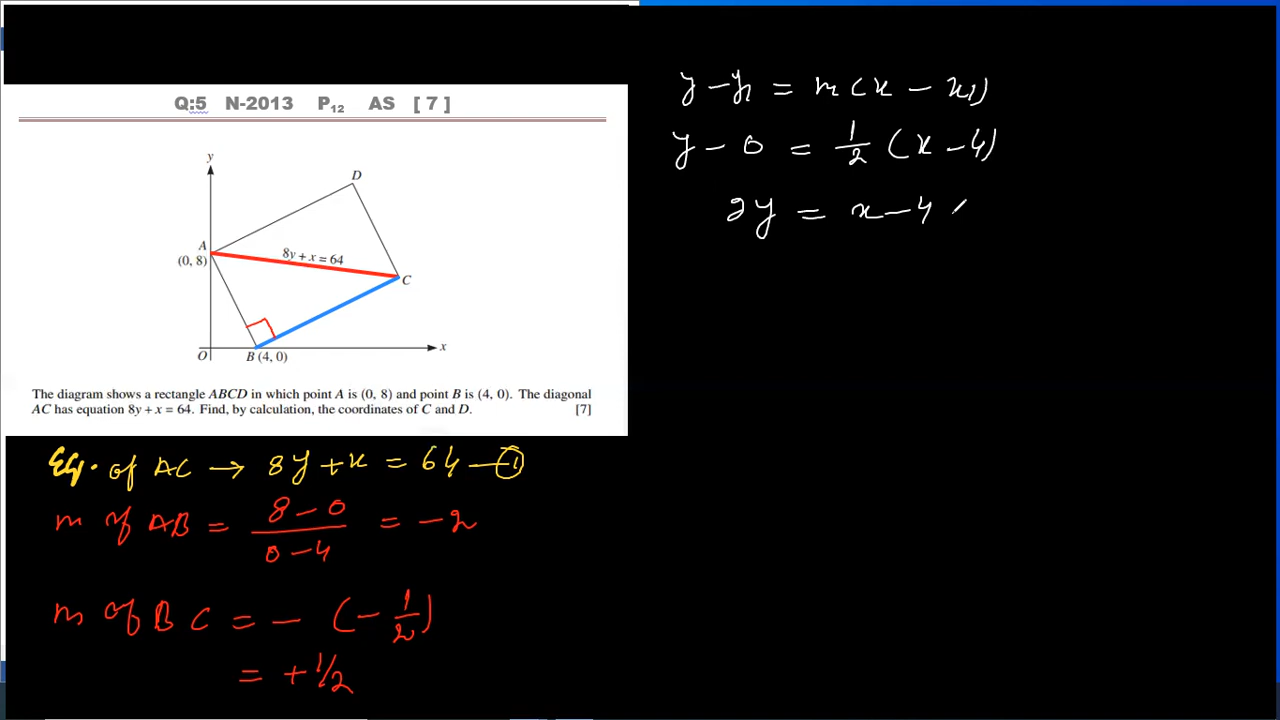 Q:5 N-2013 P₁₂ AS [ 7 ]
y
D
A
(0, 8)
8y + x = 64
C
O
B (4, 0)
x
The diagram shows a rectangle ABCD in which point A is (0, 8) and point B is (4, 0). The diagonal
AC has equation 8y + x = 64. Find, by calculation, the coordinates of C and D. [7]
Eq. of AC → 8y + x = 64 — ①
m of AB = (8 - 0)/(0 - 4) = -2
m of BC = - (- 1/2)
= + 1/2
y - y₁ = m (x - x₁)
y - 0 = 1/2 (x - 4)
2y = x - 4